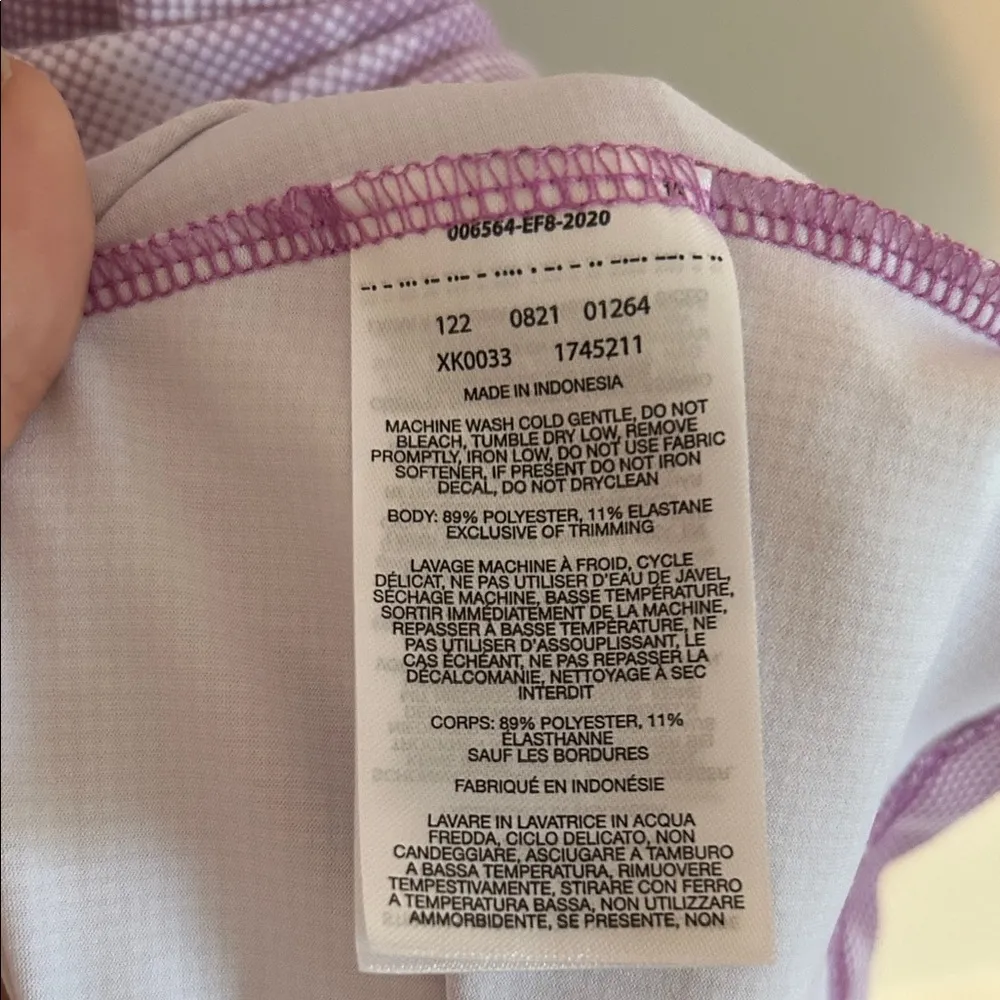 006564-EF8-2020
122 0821 01264
XK0033 1745211
MADE IN INDONESIA
MACHINE WASH COLD GENTLE, DO NOT
BLEACH, TUMBLE DRY LOW, REMOVE
PROMPTLY, IRON LOW, DO NOT USE FABRIC
SOFTENER, IF PRESENT DO NOT IRON
DECAL, DO NOT DRYCLEAN
BODY: 89% POLYESTER, 11% ELASTANE
EXCLUSIVE OF TRIMMING
LAVAGE MACHINE À FROID, CYCLE
DÉLICAT, NE PAS UTILISER D'EAU DE JAVEL,
SÉCHAGE MACHINE, BASSE TEMPÉRATURE,
SORTIR IMMÉDIATEMENT DE LA MACHINE,
REPASSER À BASSE TEMPÉRATURE, NE
PAS UTILISER D'ASSOUPLISSANT, LE
CAS ÉCHÉANT, NE PAS REPASSER LA
DÉCALCOMANIE, NETTOYAGE À SEC
INTERDIT
CORPS: 89% POLYESTER, 11%
ÉLASTHANNE
SAUF LES BORDURES
FABRIQUÉ EN INDONÉSIE
LAVARE IN LAVATRICE IN ACQUA
FREDDA, CICLO DELICATO, NON
CANDEGGIARE, ASCIUGARE A TAMBURO
A BASSA TEMPERATURA, RIMUOVERE
TEMPESTIVAMENTE, STIRARE CON FERRO
A TEMPERATURA BASSA, NON UTILIZZARE
AMMORBIDENTE, SE PRESENTE, NON